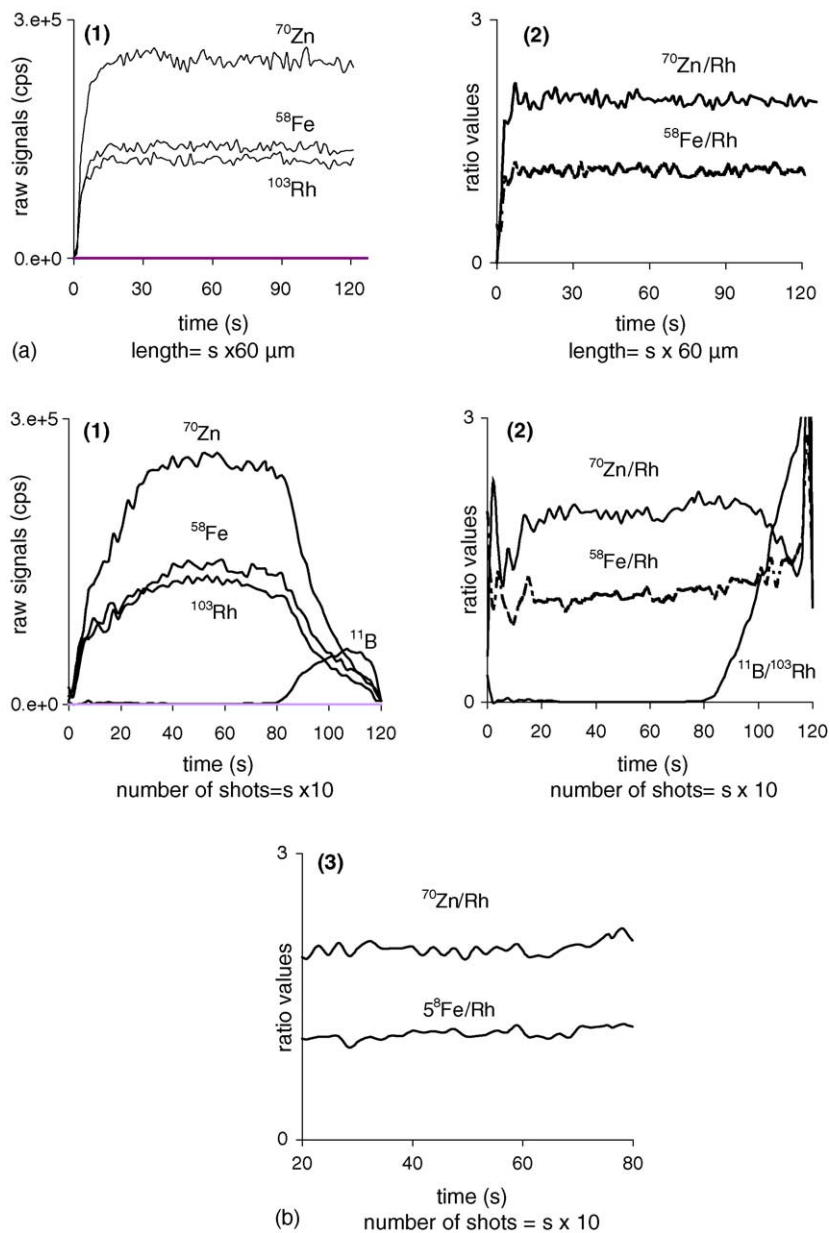 3.e+5
(1)
⁷⁰Zn
⁵⁸Fe
¹⁰³Rh
raw signals (cps)
0.e+0
0 30 60 90 120
time (s)
length= s x60 µm
(a)
3
(2)
⁷⁰Zn/Rh
⁵⁸Fe/Rh
ratio values
0
0 30 60 90 120
time (s)
length= s x 60 µm
3.e+5
(1)
⁷⁰Zn
⁵⁸Fe
¹⁰³Rh
¹¹B
raw signals (cps)
0.e+0
0 20 40 60 80 100 120
time (s)
number of shots=s x10
3
(2)
⁷⁰Zn/Rh
⁵⁸Fe/Rh
¹¹B/¹⁰³Rh
ratio values
0
0 20 40 60 80 100 120
time (s)
number of shots= s x 10
3
(3)
⁷⁰Zn/Rh
5⁸Fe/Rh
ratio values
0
20 40 60 80
time (s)
(b)
number of shots = s x 10